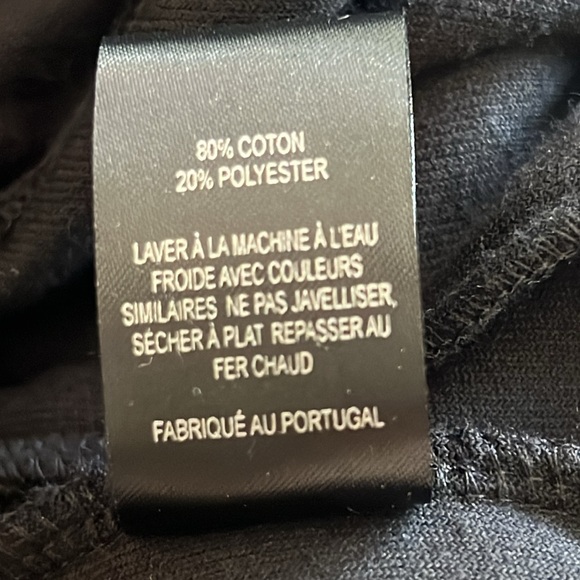 80% COTON
20% POLYESTER
LAVER À LA MACHINE À L'EAU
FROIDE AVEC COULEURS
SIMILAIRES NE PAS JAVELLISER,
SÉCHER À PLAT REPASSER AU
FER CHAUD
FABRIQUÉ AU PORTUGAL